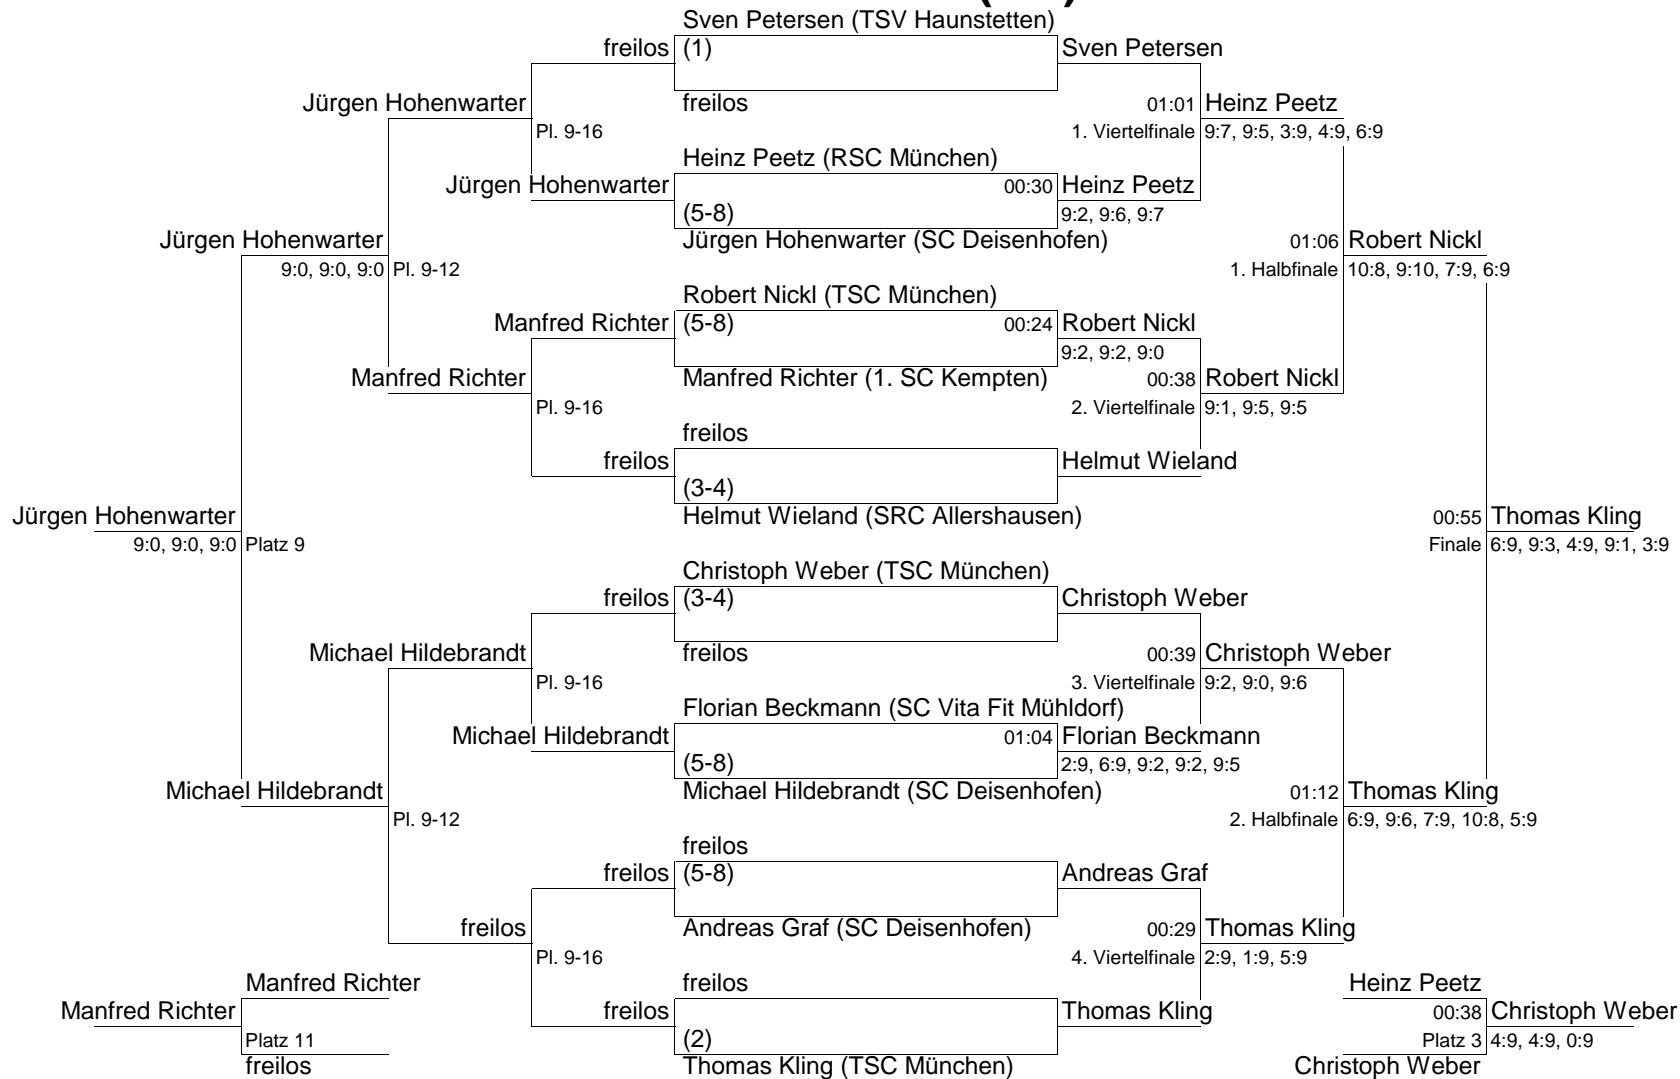 Sven Petersen (TSV Haunstetten)
freilos (1) Sven Petersen
Jürgen Hohenwarter freilos 01:01 Heinz Peetz
Pl. 9-16 1. Viertelfinale 9:7, 9:5, 3:9, 4:9, 6:9
Heinz Peetz (RSC München)
Jürgen Hohenwarter 00:30 Heinz Peetz
(5-8) 9:2, 9:6, 9:7
Jürgen Hohenwarter Jürgen Hohenwarter (SC Deisenhofen) 01:06 Robert Nickl
9:0, 9:0, 9:0 Pl. 9-12 1. Halbfinale 10:8, 9:10, 7:9, 6:9
Robert Nickl (TSC München)
Manfred Richter (5-8) 00:24 Robert Nickl
9:2, 9:2, 9:0
Manfred Richter Manfred Richter (1. SC Kempten) 00:38 Robert Nickl
Pl. 9-16 2. Viertelfinale 9:1, 9:5, 9:5
freilos
freilos Helmut Wieland
(3-4)
Jürgen Hohenwarter Helmut Wieland (SRC Allershausen) 00:55 Thomas Kling
9:0, 9:0, 9:0 Platz 9 Finale 6:9, 9:3, 4:9, 9:1, 3:9
Christoph Weber (TSC München)
freilos (3-4) Christoph Weber
Michael Hildebrandt freilos 00:39 Christoph Weber
Pl. 9-16 3. Viertelfinale 9:2, 9:0, 9:6
Florian Beckmann (SC Vita Fit Mühldorf)
Michael Hildebrandt 01:04 Florian Beckmann
(5-8) 2:9, 6:9, 9:2, 9:2, 9:5
Michael Hildebrandt Michael Hildebrandt (SC Deisenhofen) 01:12 Thomas Kling
Pl. 9-12 2. Halbfinale 6:9, 9:6, 7:9, 10:8, 5:9
freilos
freilos (5-8) Andreas Graf
freilos Andreas Graf (SC Deisenhofen) 00:29 Thomas Kling
Pl. 9-16 4. Viertelfinale 2:9, 1:9, 5:9
Manfred Richter freilos Heinz Peetz
Manfred Richter freilos Thomas Kling 00:38 Christoph Weber
Platz 11 (2) Platz 3 4:9, 4:9, 0:9
freilos Thomas Kling (TSC München) Christoph Weber